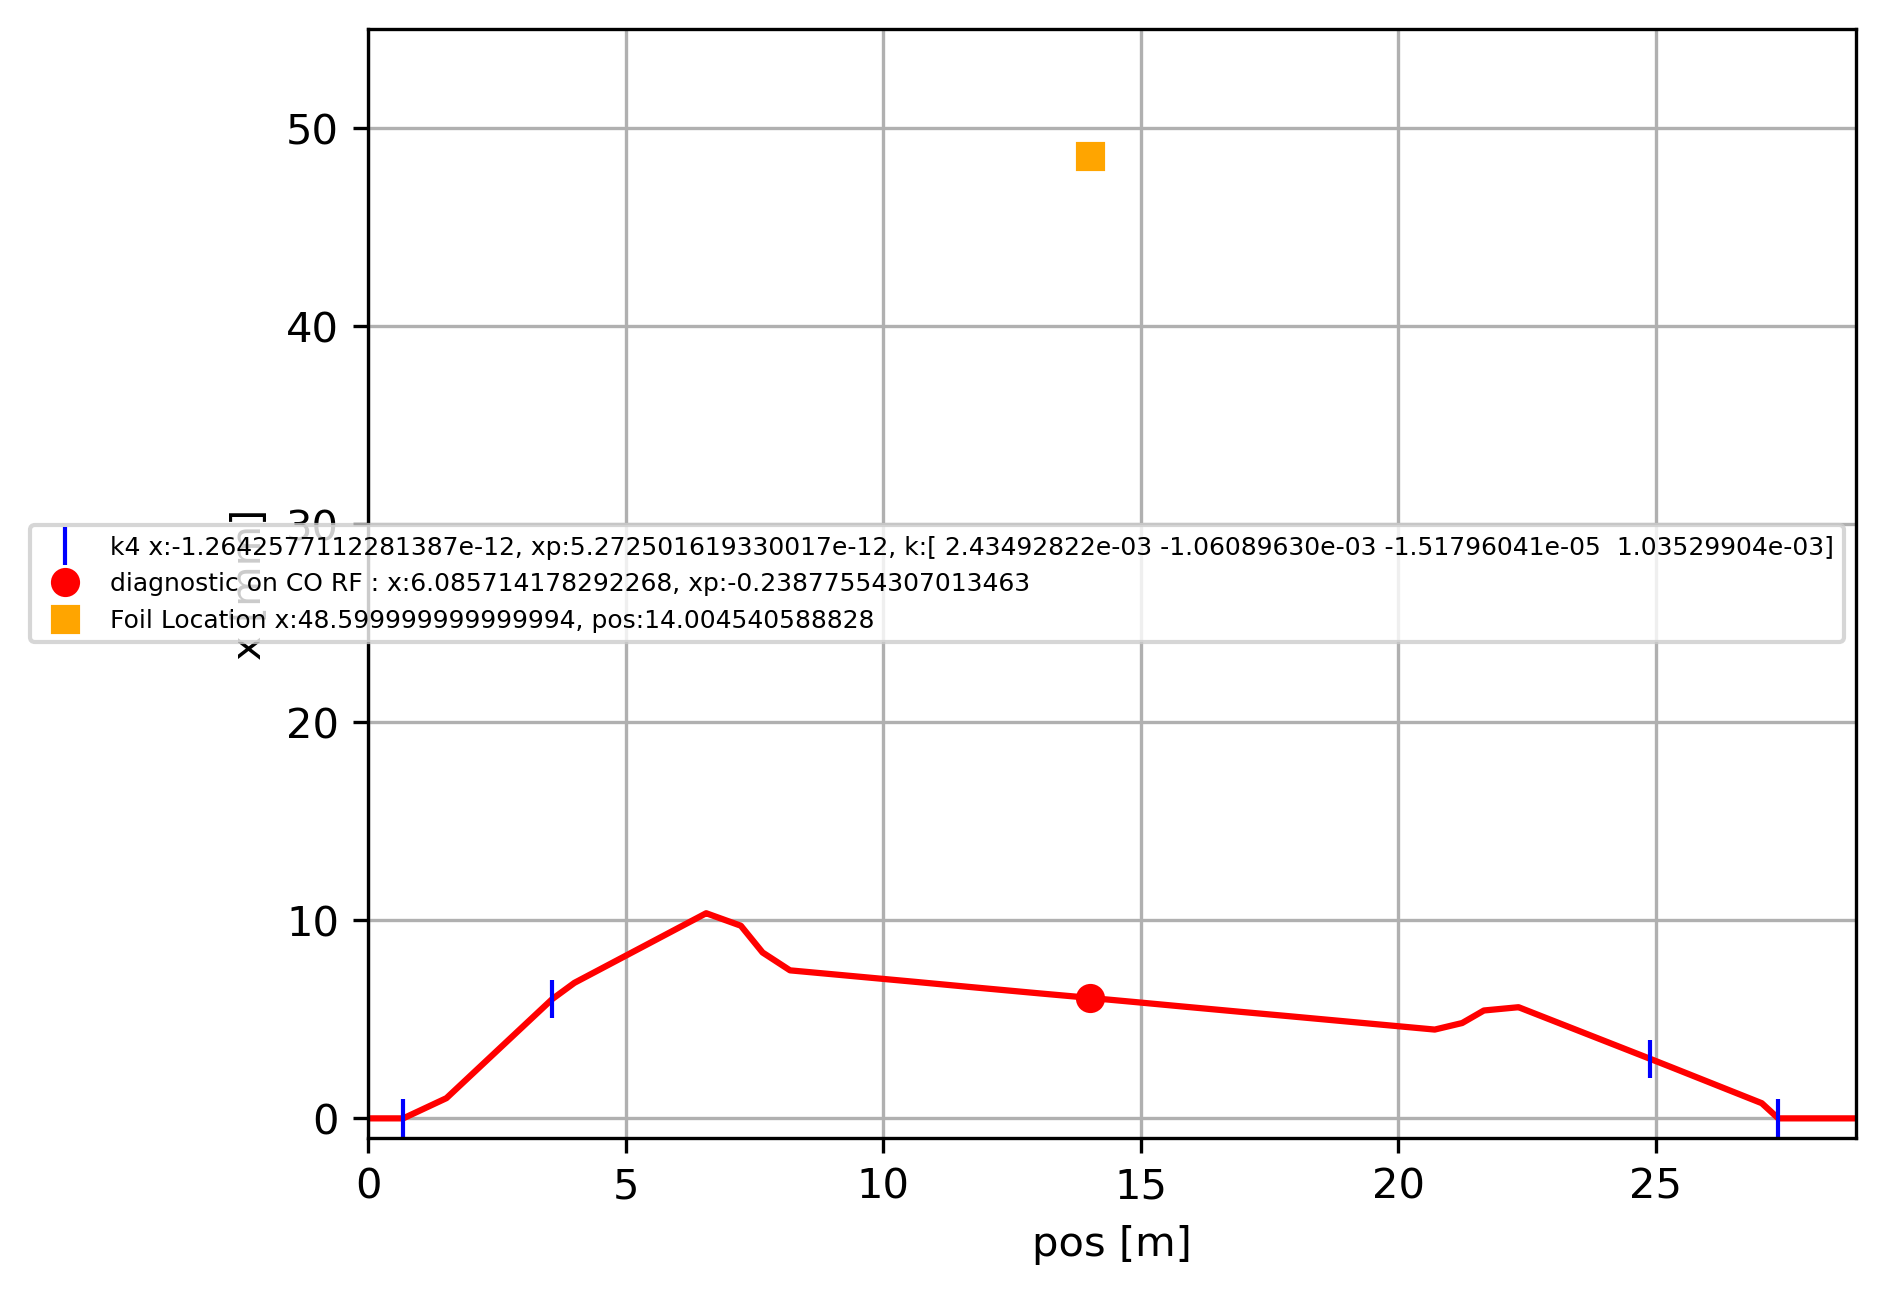 50
40
30
20
10
0
x [mm]
k4 x:-1.2642577112281387e-12, xp:5.272501619330017e-12, k:[ 2.43492822e-03 -1.06089630e-03 -1.51796041e-05  1.03529904e-03]
diagnostic on CO RF : x:6.085714178292268, xp:-0.23877554307013463
Foil Location x:48.599999999999994, pos:14.004540588828
0 5 10 15 20 25
pos [m]